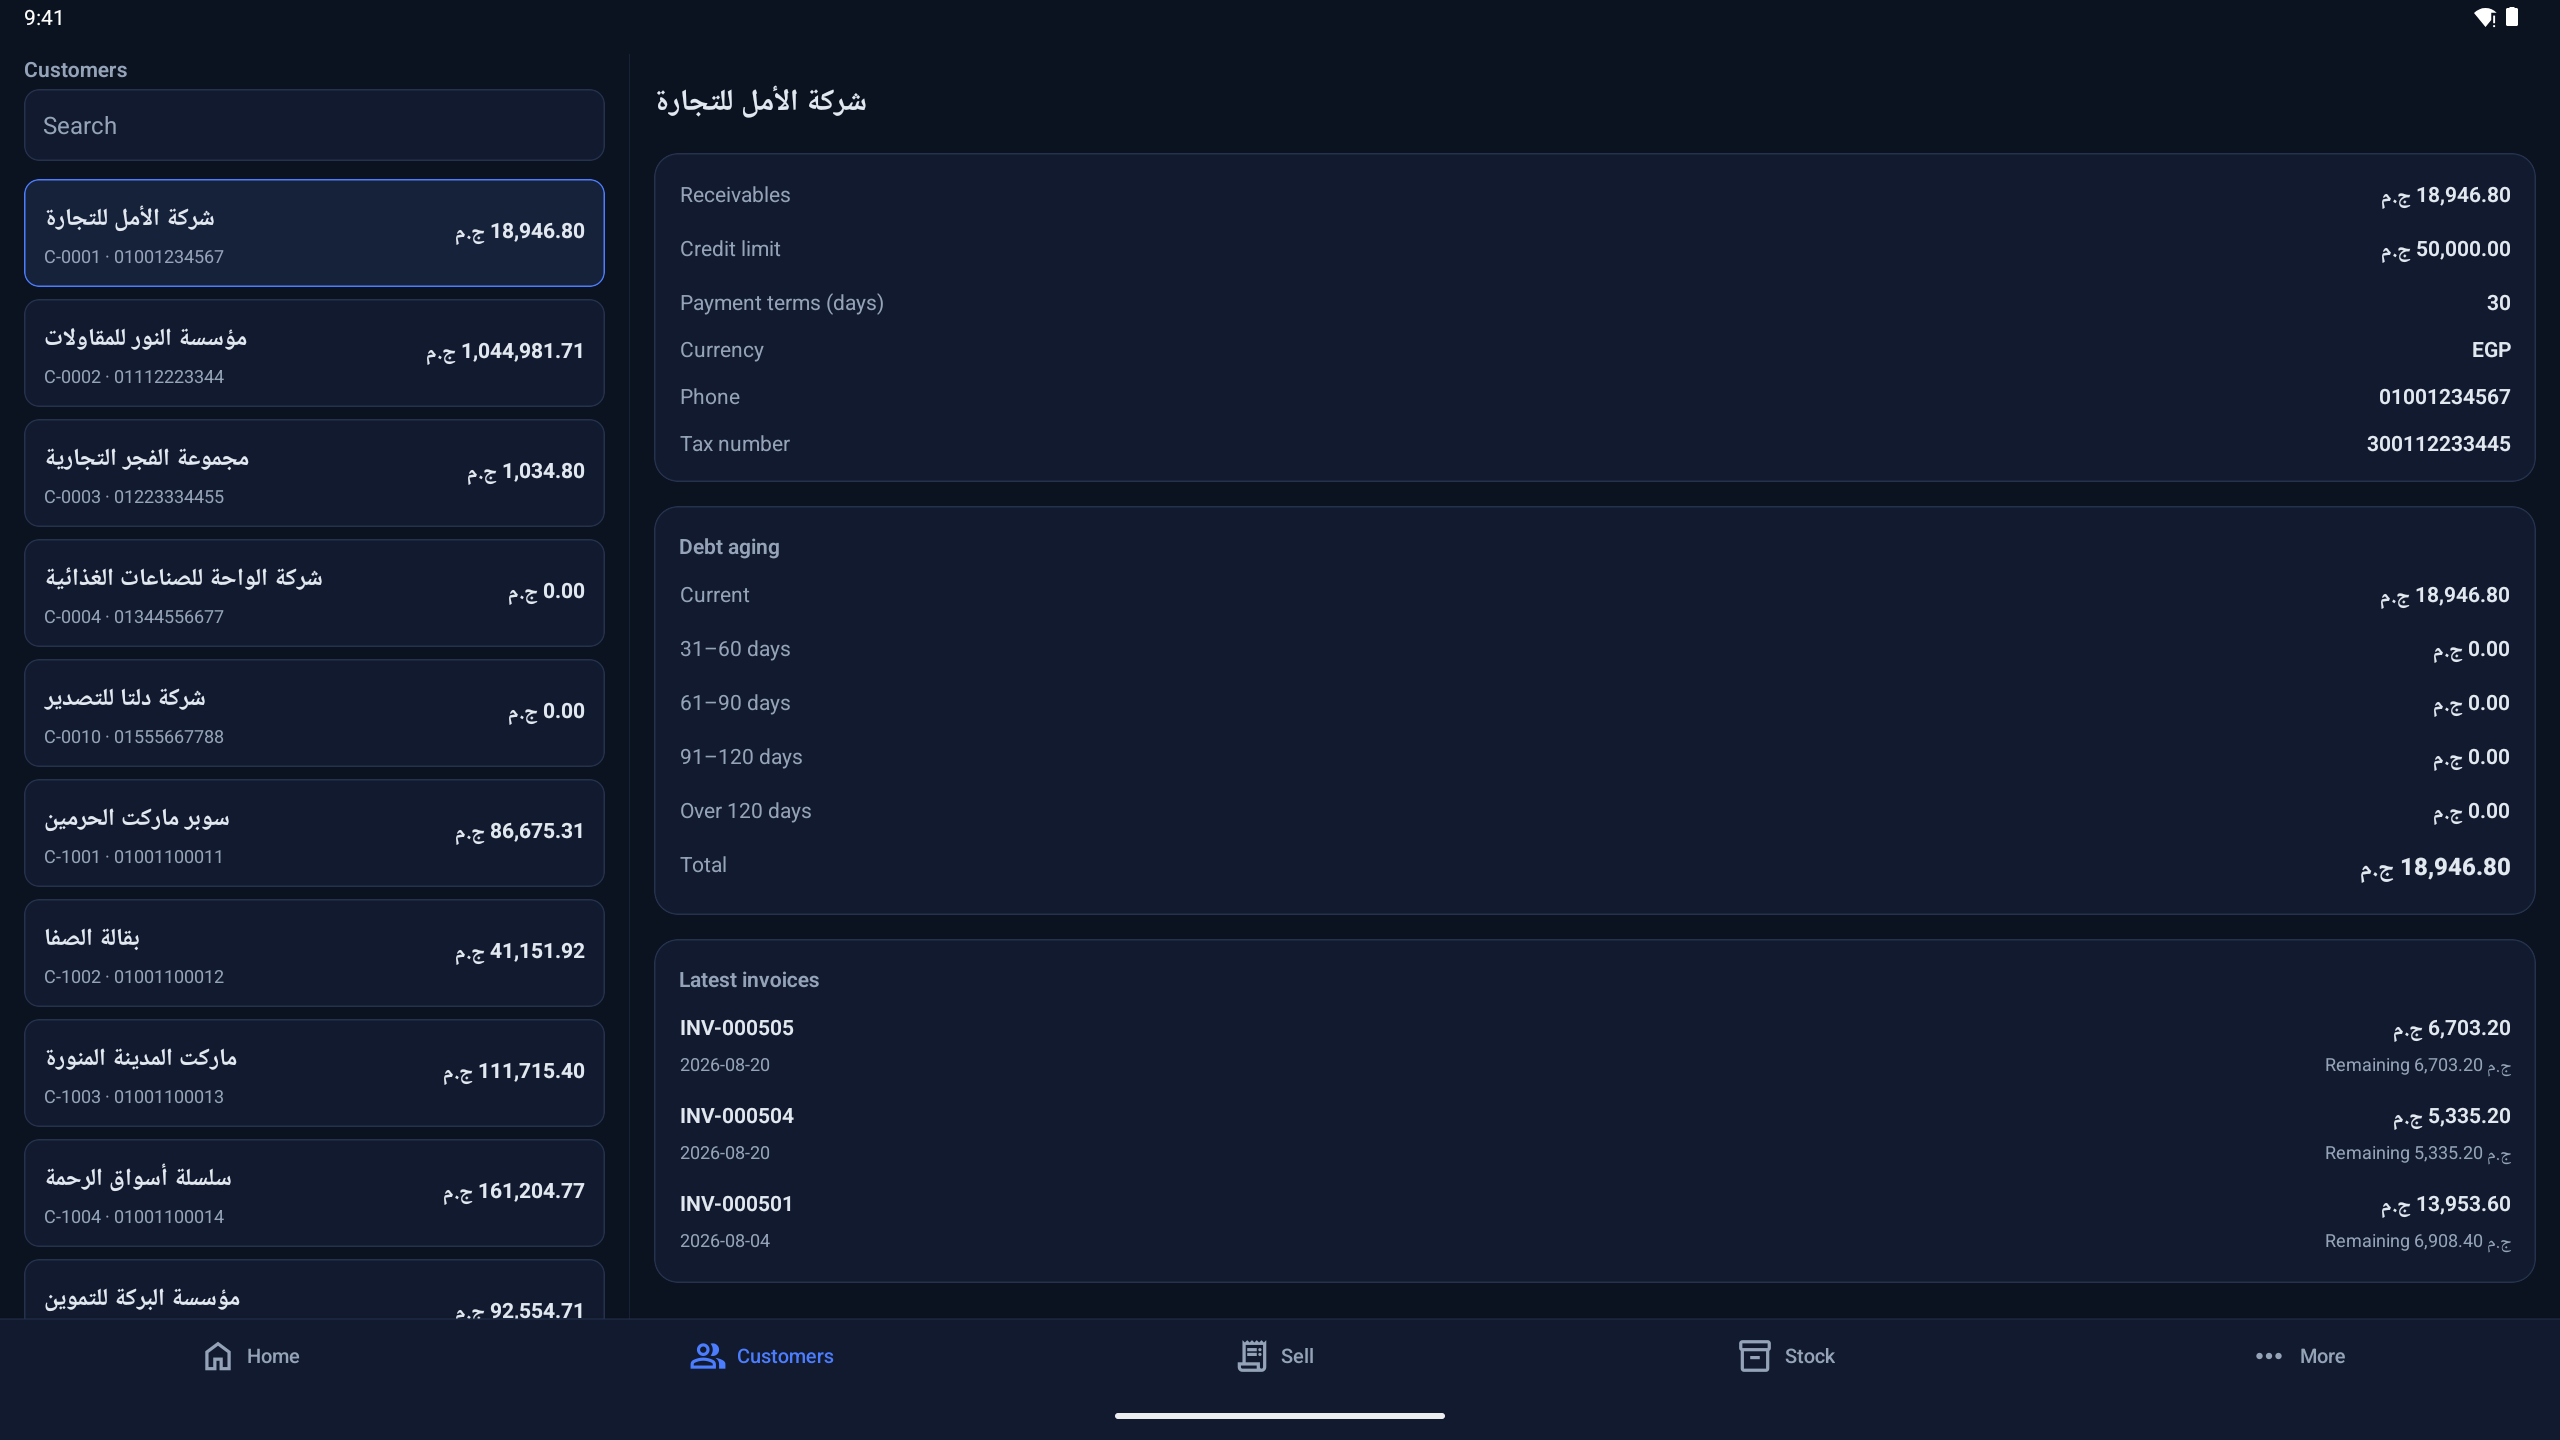 9:41
Customers
Search
شركة الأمل للتجارة
18,946.80 ج.م
C-0001 · 01001234567
مؤسسة النور للمقاولات
1,044,981.71 ج.م
C-0002 · 01112223344
مجموعة الفجر التجارية
1,034.80 ج.م
C-0003 · 01223334455
شركة الواحة للصناعات الغذائية
0.00 ج.م
C-0004 · 01344556677
شركة دلتا للتصدير
0.00 ج.م
C-0010 · 01555667788
سوبر ماركت الحرمين
86,675.31 ج.م
C-1001 · 01001100011
بقالة الصفا
41,151.92 ج.م
C-1002 · 01001100012
ماركت المدينة المنورة
111,715.40 ج.م
C-1003 · 01001100013
سلسلة أسواق الرحمة
161,204.77 ج.م
C-1004 · 01001100014
مؤسسة البركة للتموين
92,554.71 ج.م
شركة الأمل للتجارة
Receivables 18,946.80 ج.م
Credit limit 50,000.00 ج.م
Payment terms (days) 30
Currency EGP
Phone 01001234567
Tax number 300112233445
Debt aging
Current 18,946.80 ج.م
31–60 days 0.00 ج.م
61–90 days 0.00 ج.م
91–120 days 0.00 ج.م
Over 120 days 0.00 ج.م
Total 18,946.80 ج.م
Latest invoices
INV-000505 6,703.20 ج.م
2026-08-20 Remaining 6,703.20 ج.م
INV-000504 5,335.20 ج.م
2026-08-20 Remaining 5,335.20 ج.م
INV-000501 13,953.60 ج.م
2026-08-04 Remaining 6,908.40 ج.م
Home Customers Sell Stock More